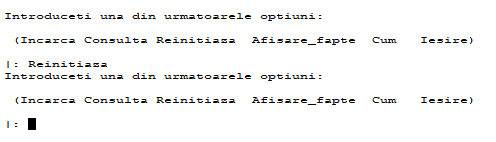 Introduceti una din urmatoarele optiuni:
(Incarca Consulta Reinitiaza Afisare_fapte Cum Iesire)
|: Reinitiaza
Introduceti una din urmatoarele optiuni:
(Incarca Consulta Reinitiaza Afisare_fapte Cum Iesire)
|: